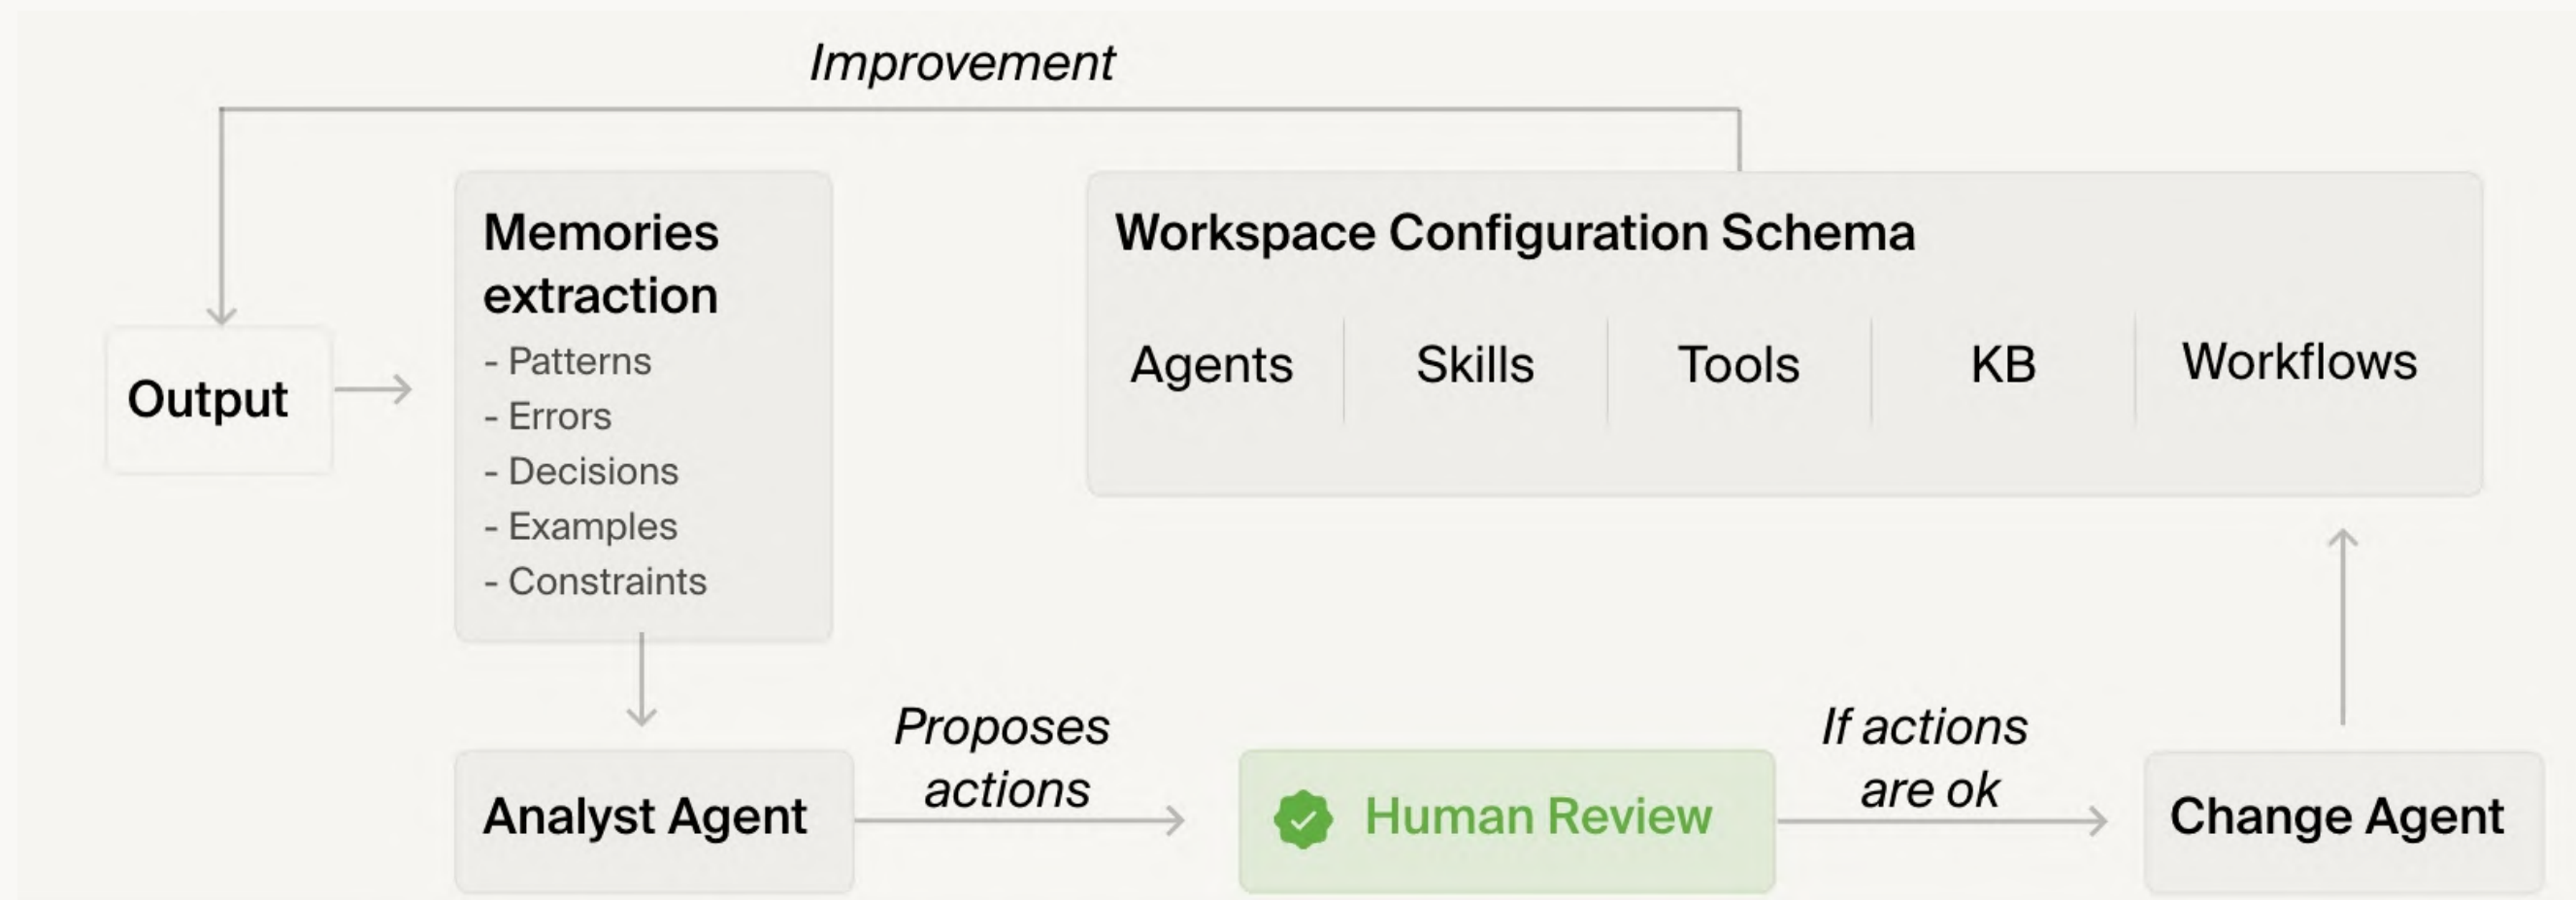 Improvement
Memories
extraction
- Patterns
- Errors
- Decisions
- Examples
- Constraints
Workspace Configuration Schema
Agents
Skills
Tools
KB
Workflows
Output
Proposes
actions
If actions
are ok
Analyst Agent
Human Review
Change Agent